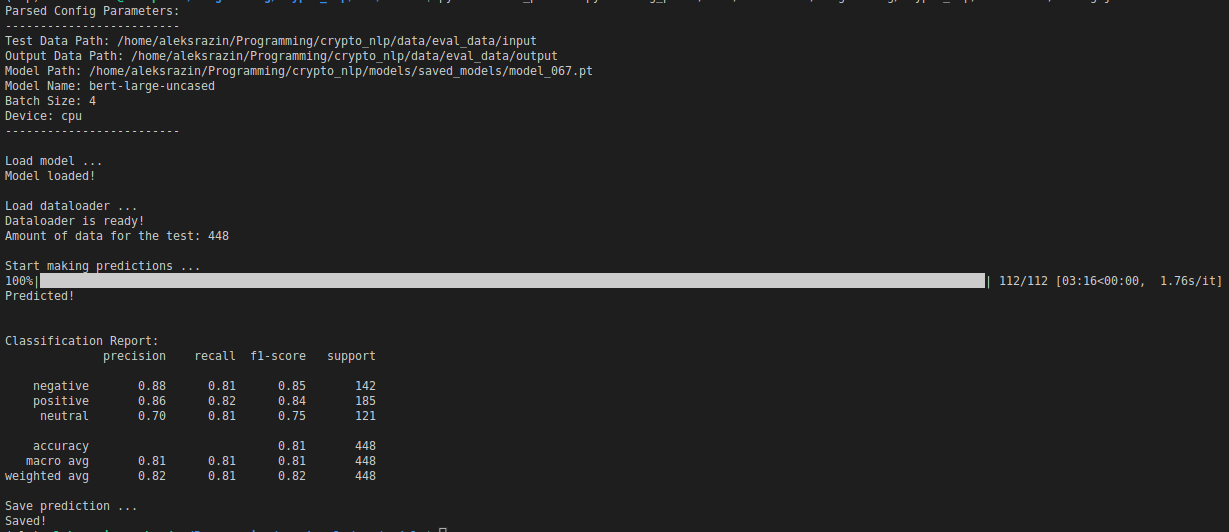 Parsed Config Parameters:
-------------------------
Test Data Path: /home/aleksrazin/Programming/crypto_nlp/data/eval_data/input
Output Data Path: /home/aleksrazin/Programming/crypto_nlp/data/eval_data/output
Model Path: /home/aleksrazin/Programming/crypto_nlp/models/saved_models/model_067.pt
Model Name: bert-large-uncased
Batch Size: 4
Device: cpu
-------------------------
Load model ...
Model loaded!
Load dataloader ...
Dataloader is ready!
Amount of data for the test: 448
Start making predictions ...
100%| | 112/112 [03:16<00:00,  1.76s/it]
Predicted!
Classification Report:
              precision    recall  f1-score   support
    negative       0.88      0.81      0.85       142
    positive       0.86      0.82      0.84       185
     neutral       0.70      0.81      0.75       121
    accuracy                           0.81       448
   macro avg       0.81      0.81      0.81       448
weighted avg       0.82      0.81      0.82       448
Save prediction ...
Saved!